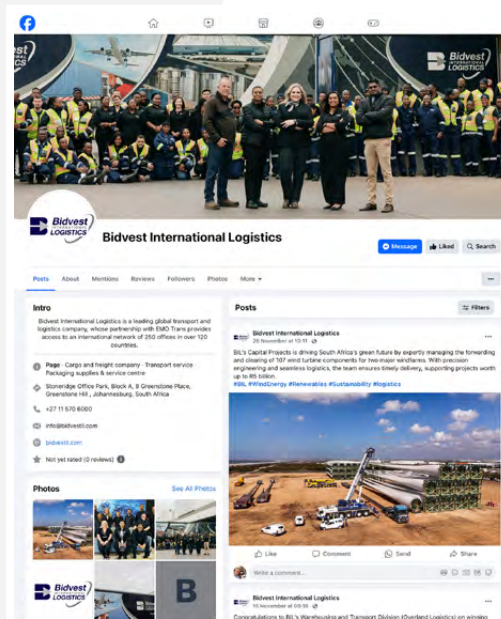 Bidvest
INTERNATIONAL
LOGISTICS
Bidvest
INTERNATIONAL
LOGISTICS
Bidvest International Logistics
Message
Liked
Search
Posts
About
Mentions
Reviews
Followers
Photos
More
Intro
Bidvest International Logistics is a leading global transport and
logistics company, whose partnership with EMO Trans provides
access to an international network of 250 offices in over 120
countries.
Page · Cargo and freight company · Transport service
Packaging supplies & service centre
Stoneridge Office Park, Block A, 8 Greenstone Place,
Greenstone Hill, Johannesburg, South Africa
+27 11 570 6000
info@bidvestil.com
bidvestil.com
Not yet rated (0 reviews)
Photos
See All Photos
Bidvest
LOGISTICS
B
Posts
Filters
Bidvest International Logistics
26 November at 10:11
BIL's Capital Projects is driving South Africa's green future by expertly managing the forwarding
and clearing of 107 wind turbine components for two major windfarms. With precision
engineering and seamless logistics, the team ensures timely delivery, supporting projects worth
up to R5 billion.
#BIL #WindEnergy #Renewables #Sustainability #logistics
Like
Comment
Send
Share
Write a comment...
Bidvest International Logistics
Congratulations to BIL's Warehousing and Transport Division (Overland Logistics) on winning